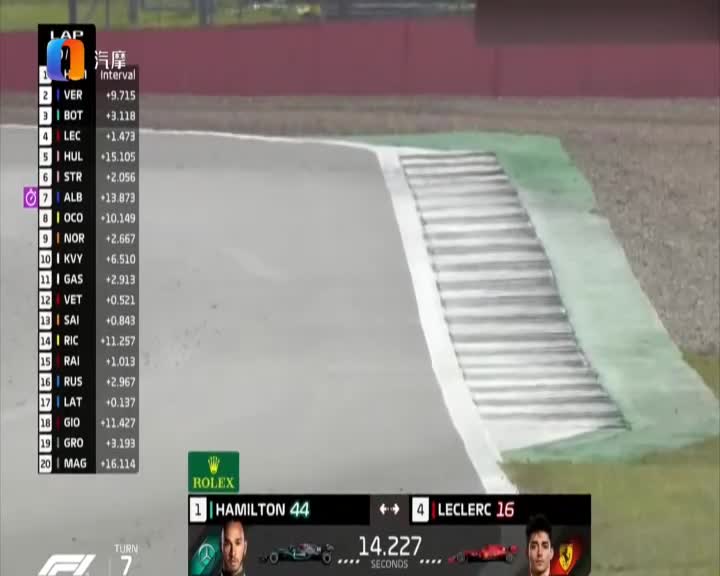 LAP
汽摩
1 Interval
2 VER +9.715
3 BOT +3.118
4 LEC +1.473
5 HUL +15.105
6 STR +2.056
7 ALB +13.873
8 OCO +10.149
9 NOR +2.667
10 KVY +6.510
11 GAS +2.913
12 VET +0.521
13 SAI +0.843
14 RIC +11.257
15 RAI +1.013
16 RUS +2.967
17 LAT +0.137
18 GIO +11.427
19 GRO +3.193
20 MAG +16.114
ROLEX
1 HAMILTON 44 4 LECLERC 16
14.227
SECONDS
F1 TURN
7